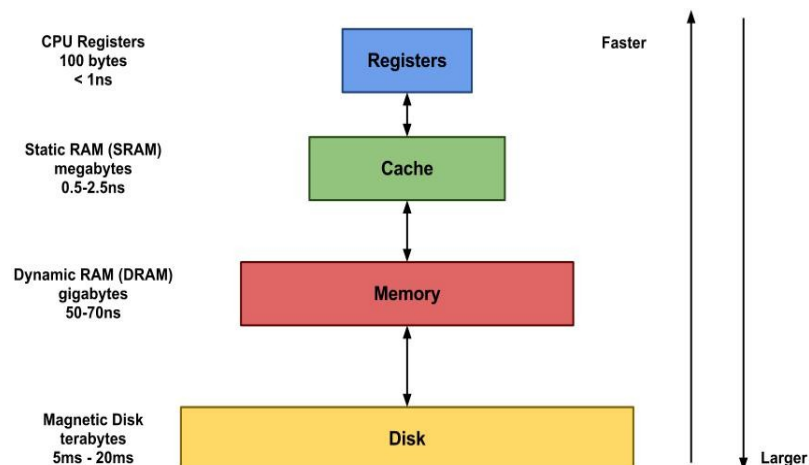 CPU Registers
100 bytes
< 1ns
Registers
Faster
Static RAM (SRAM)
megabytes
0.5-2.5ns
Cache
Dynamic RAM (DRAM)
gigabytes
50-70ns
Memory
Magnetic Disk
terabytes
5ms - 20ms
Disk
Larger